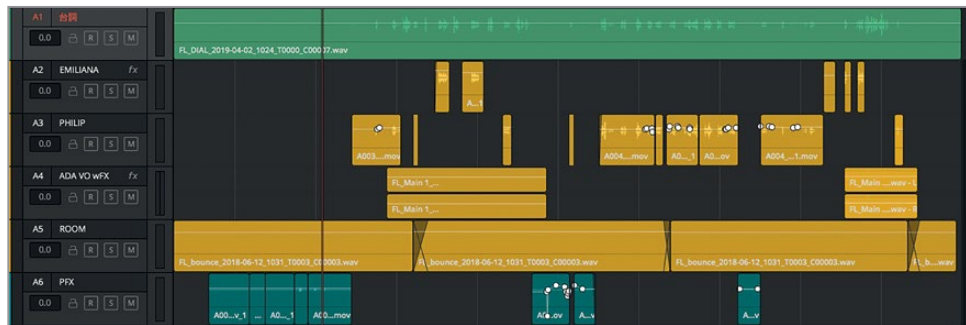 A1 台詞
0.0 R S M
FL_DIAL_2019-04-02_1024_T0000_C00007.wav
A2 EMILIANA fx
0.0 R S M
A...1
A3 PHILIP
0.0 R S M
A003....mov
A004....mov
A0..._1
A0...ov
A004_...1.mov
A4 ADA VO wFX fx
0.0 R S M
FL_Main 1_...
FL_Main 1_...
FL_Main ....wav - L
FL_Main ....wav - R
A5 ROOM
0.0 R S M
FL_bounce_2018-06-12_1031_T0003_C00003.wav
FL_bounce_2018-06-12_1031_T0003_C00003.wav
FL_bounce_2018-06-12_1031_T0003_C00003.wav
FL_b....wav
A6 PFX
0.0 R S M
A00...v_1
...
A0..._1
A00...mov
A0...ov
A...v
A...v